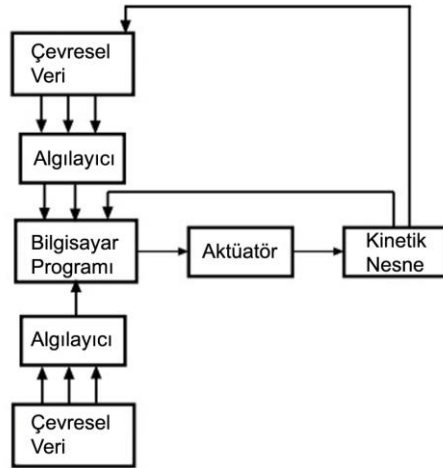 Çevresel
Veri
Algılayıcı
Bilgisayar
Programı
Aktüatör
Kinetik
Nesne
Algılayıcı
Çevresel
Veri